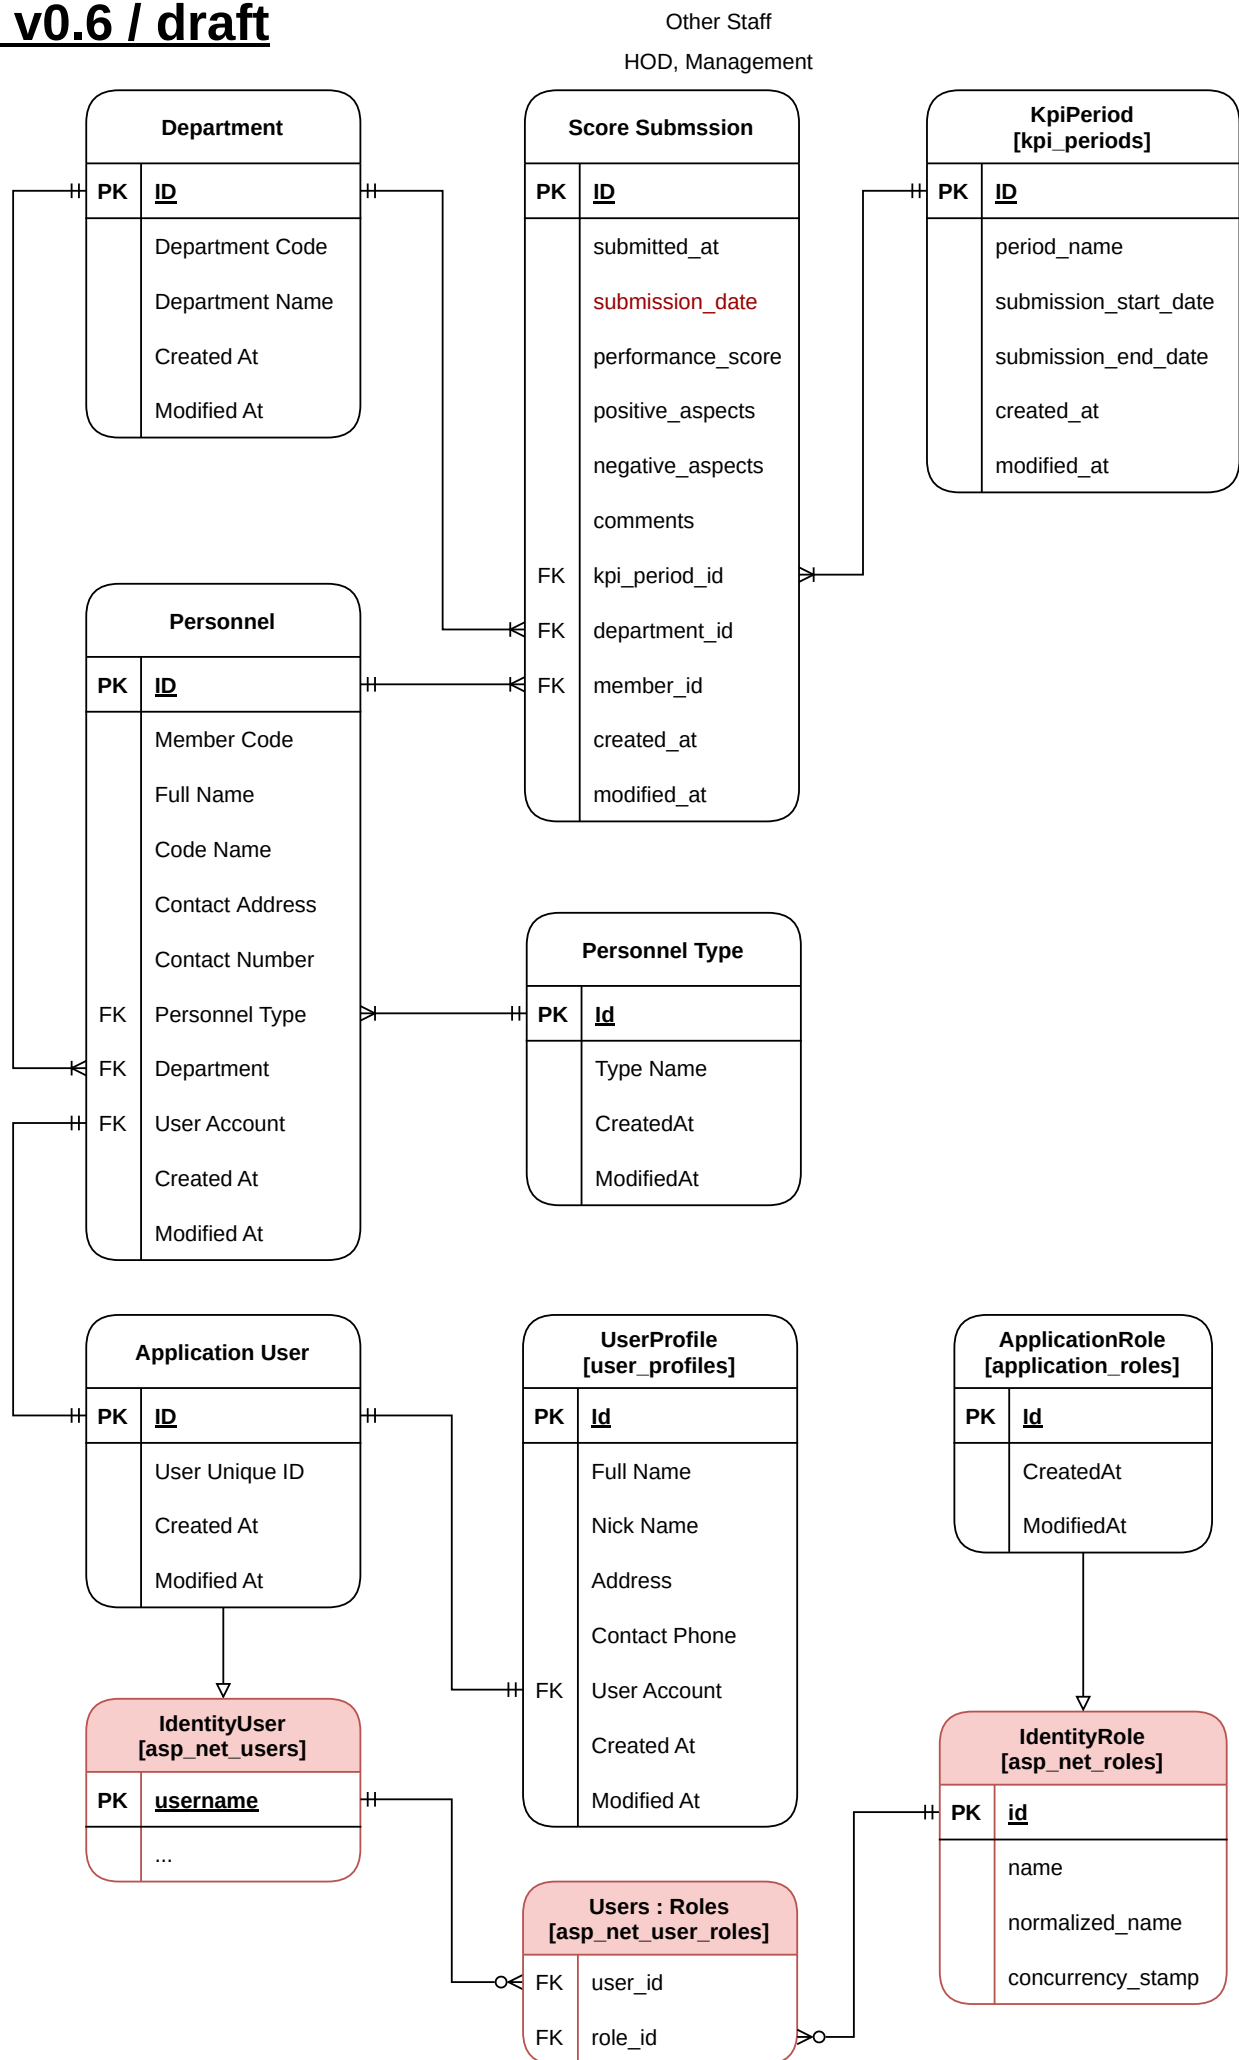 v0.6 / draft
Other Staff
HOD, Management
Department
PK ID
Department Code
Department Name
Created At
Modified At
Score Submssion
PK ID
submitted_at
submission_date
performance_score
positive_aspects
negative_aspects
comments
FK kpi_period_id
FK department_id
FK member_id
created_at
modified_at
KpiPeriod
[kpi_periods]
PK ID
period_name
submission_start_date
submission_end_date
created_at
modified_at
Personnel
PK ID
Member Code
Full Name
Code Name
Contact Address
Contact Number
FK Personnel Type
FK Department
FK User Account
Created At
Modified At
Personnel Type
PK Id
Type Name
CreatedAt
ModifiedAt
Application User
PK ID
User Unique ID
Created At
Modified At
UserProfile
[user_profiles]
PK Id
Full Name
Nick Name
Address
Contact Phone
FK User Account
Created At
Modified At
ApplicationRole
[application_roles]
PK Id
CreatedAt
ModifiedAt
IdentityUser
[asp_net_users]
PK username
...
Users : Roles
[asp_net_user_roles]
FK user_id
FK role_id
IdentityRole
[asp_net_roles]
PK id
name
normalized_name
concurrency_stamp